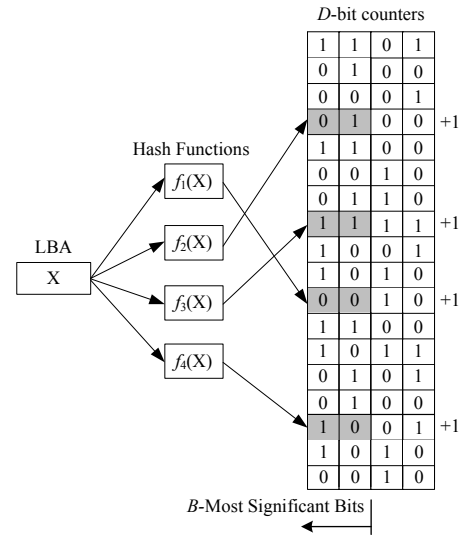 D-bit counters
1 1 0 1
0 1 0 0
0 0 0 1
0 1 0 0 +1
1 1 0 0
Hash Functions
0 0 1 0
f1(X)
0 1 1 0
1 1 1 1 +1
f2(X)
1 0 0 1
LBA
X
1 0 1 0
f3(X)
0 0 1 0 +1
1 1 0 0
1 0 1 1
f4(X)
0 1 0 1
0 1 0 0
1 0 0 1 +1
1 0 1 0
0 0 1 0
B-Most Significant Bits